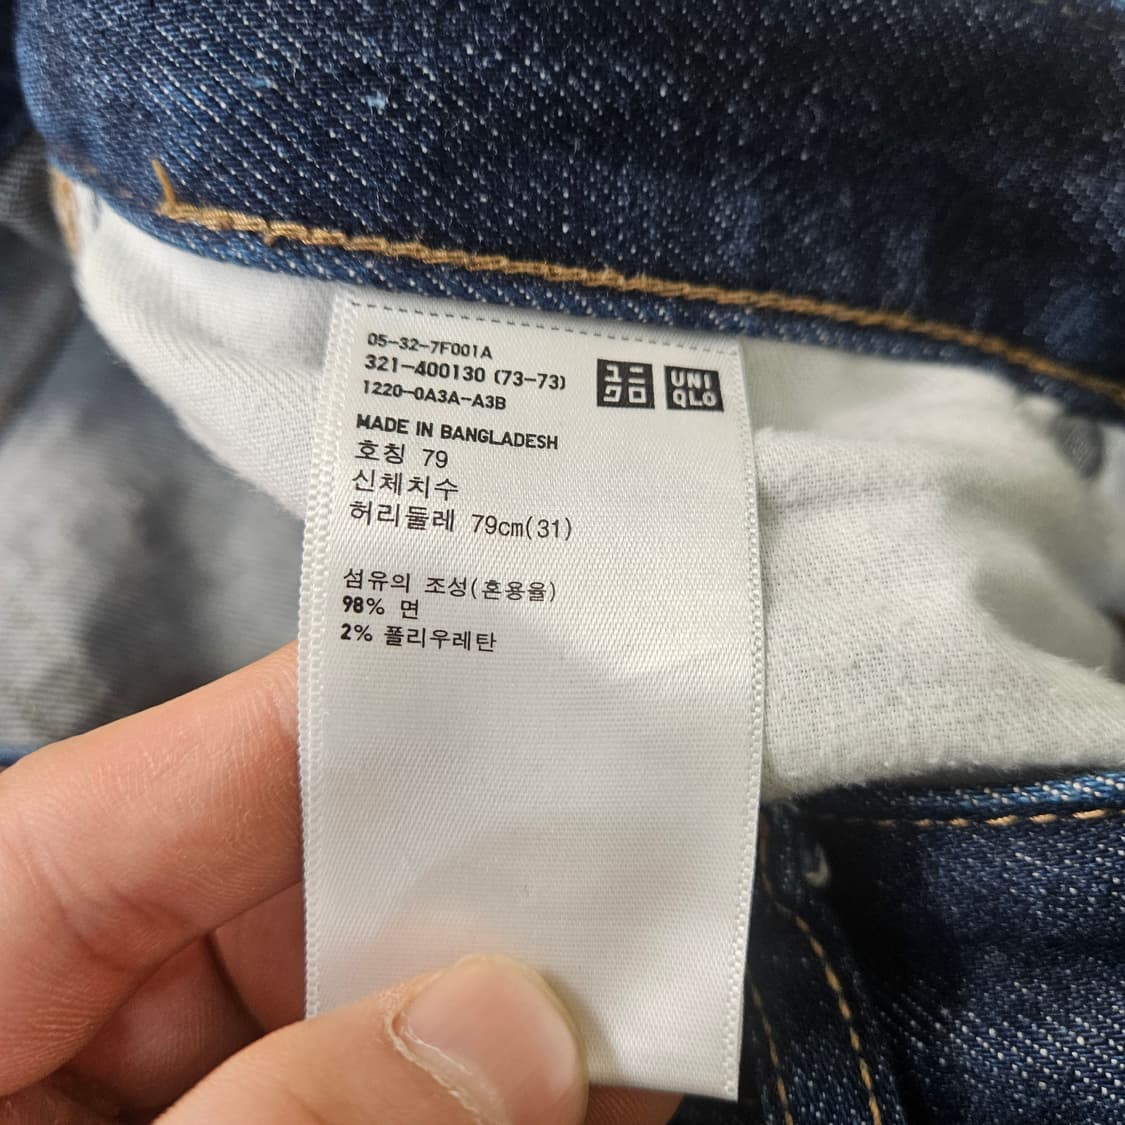 05-32-7F001A
321-400130 (73-73)
1220-0A3A-A3B
ユニ
クロ
UNI
QLO
MADE IN BANGLADESH
호칭 79
신체치수
허리둘레 79cm(31)
섬유의 조성(혼용율)
98% 면
2% 폴리우레탄